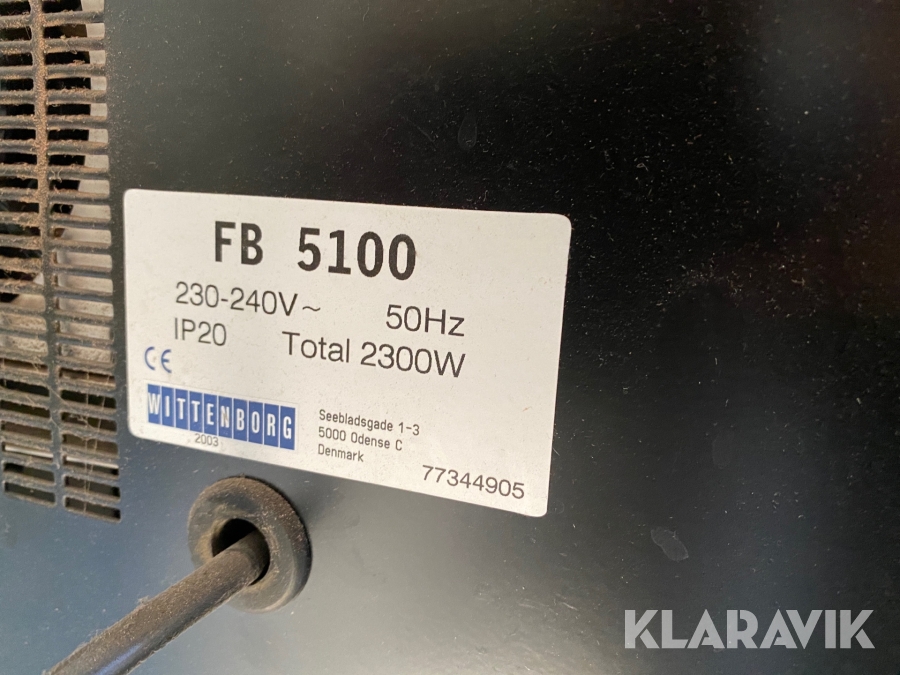 FB 5100
230-240V~ 50Hz
IP20 Total 2300W
CE
WITTENBORG
2003
Seebladsgade 1-3
5000 Odense C
Denmark
77344905
KLARAVIK